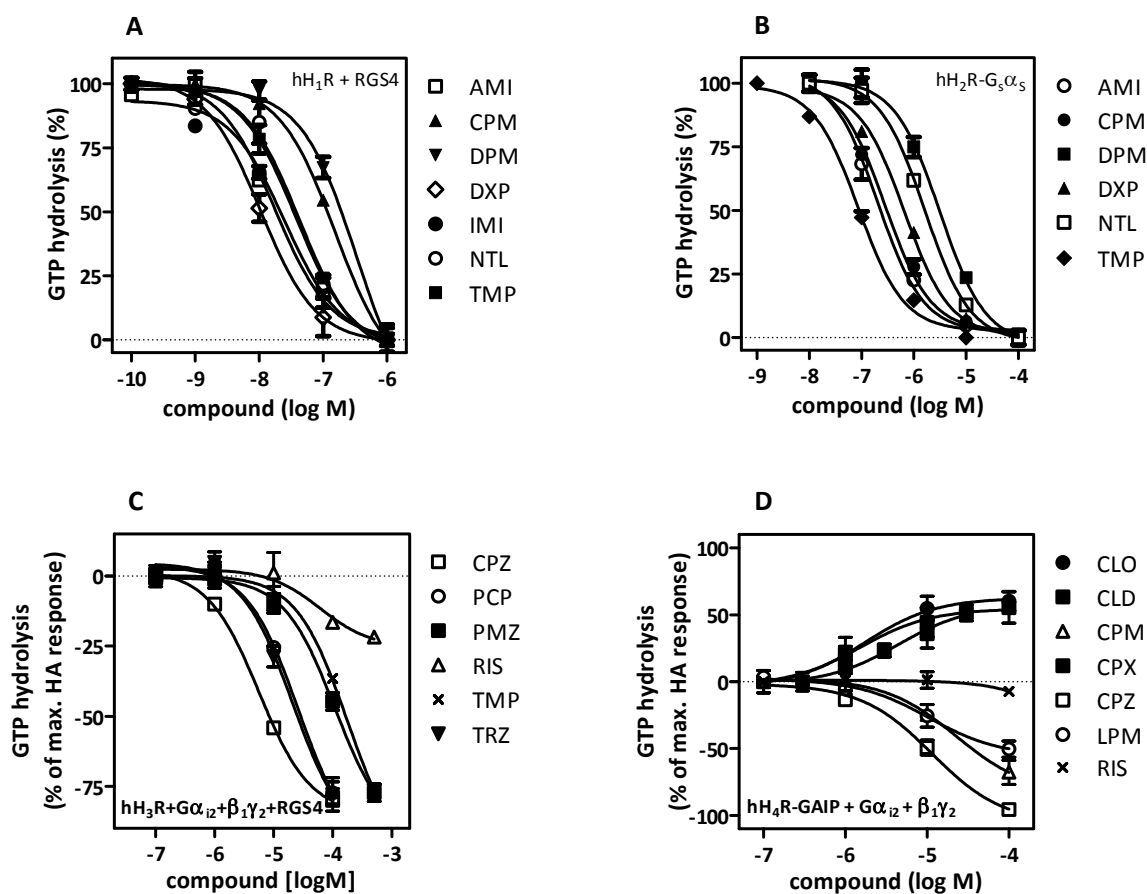 A
hH₁R + RGS4
GTP hydrolysis (%)
100
75
50
25
0
-10 -9 -8 -7 -6
compound (log M)
AMI
CPM
DPM
DXP
IMI
NTL
TMP
B
hH₂R-GₛαS
GTP hydrolysis (%)
100
75
50
25
0
-9 -8 -7 -6 -5 -4
compound (log M)
AMI
CPM
DPM
DXP
NTL
TMP
C
GTP hydrolysis
(% of max. HA response)
0
-25
-50
-75
hH₃R+Gαi₂+β₁γ₂+RGS4
-7 -6 -5 -4 -3
compound [logM]
CPZ
PCP
PMZ
RIS
TMP
TRZ
D
GTP hydrolysis
(% of max. HA response)
100
50
0
-50
-100
hH₄R-GAIP + Gαi₂ + β₁γ₂
-7 -6 -5 -4
compound (log M)
CLO
CLD
CPM
CPX
CPZ
LPM
RIS